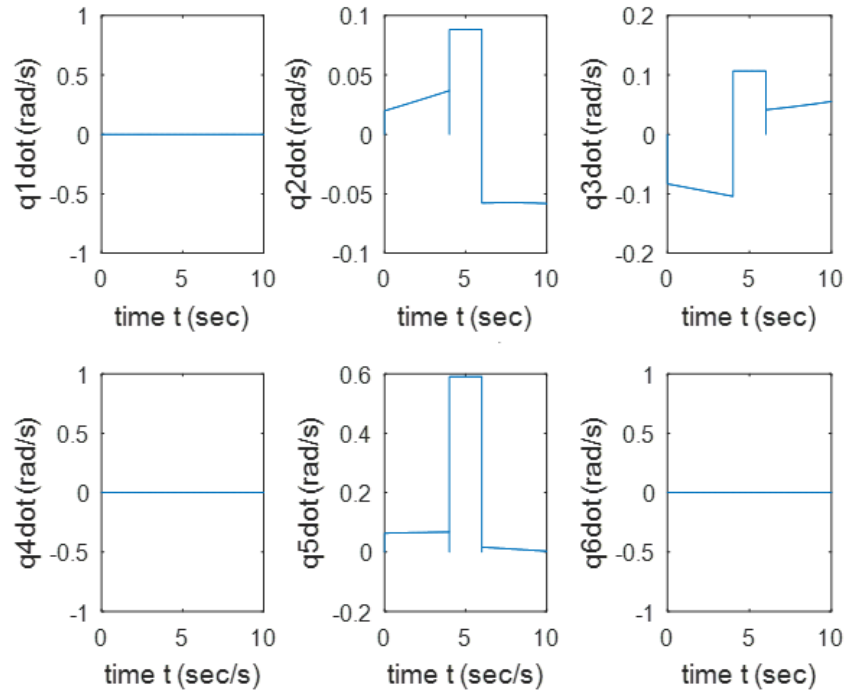 1
0.5
0
-0.5
-1
q1dot (rad/s)
0 5 10
time t (sec)
0.1
0.05
0
-0.05
0.1
q2dot (rad/s)
0 5 10
time t (sec)
0.2
0.1
0
-0.1
-0.2
q3dot (rad/s)
0 5 10
time t (sec)
1
0.5
0
-0.5
-1
q4dot (rad/s)
0 5 10
time t (sec/s)
0.6
0.4
0.2
0
-0.2
q5dot (rad/s)
0 5 10
time t (sec/s)
1
0.5
0
-0.5
-1
q6dot (rad/s)
0 5 10
time t (sec)